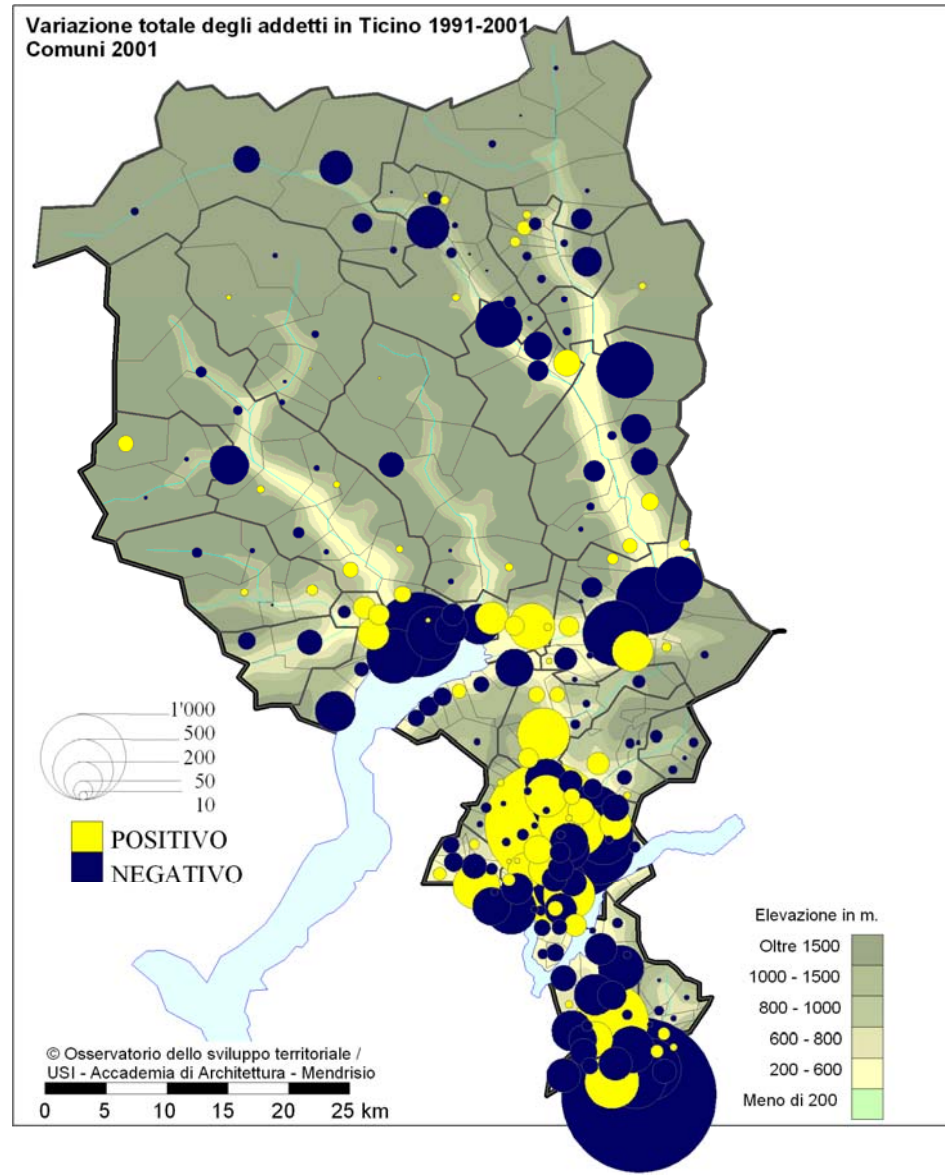 Variazione totale degli addetti in Ticino 1991-2001
Comuni 2001
1'000
500
200
50
10
POSITIVO
NEGATIVO
Elevazione in m.
Oltre 1500
1000 - 1500
800 - 1000
600 - 800
200 - 600
Meno di 200
© Osservatorio dello sviluppo territoriale /
USI - Accademia di Architettura - Mendrisio
0 5 10 15 20 25 km